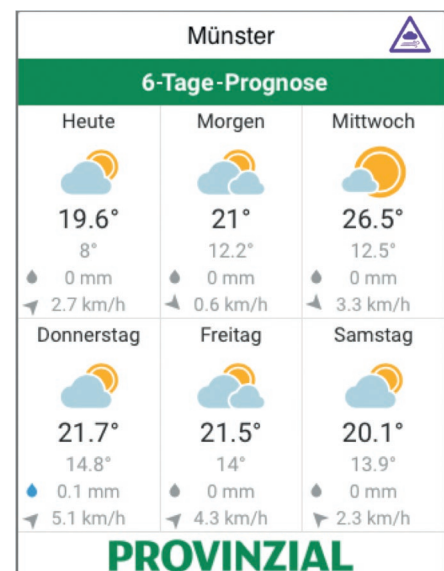 Münster
6-Tage-Prognose
Heute Morgen Mittwoch
19.6° 21° 26.5°
8° 12.2° 12.5°
0 mm 0 mm 0 mm
2.7 km/h 0.6 km/h 3.3 km/h
Donnerstag Freitag Samstag
21.7° 21.5° 20.1°
14.8° 14° 13.9°
0.1 mm 0 mm 0 mm
5.1 km/h 4.3 km/h 2.3 km/h
PROVINZIAL